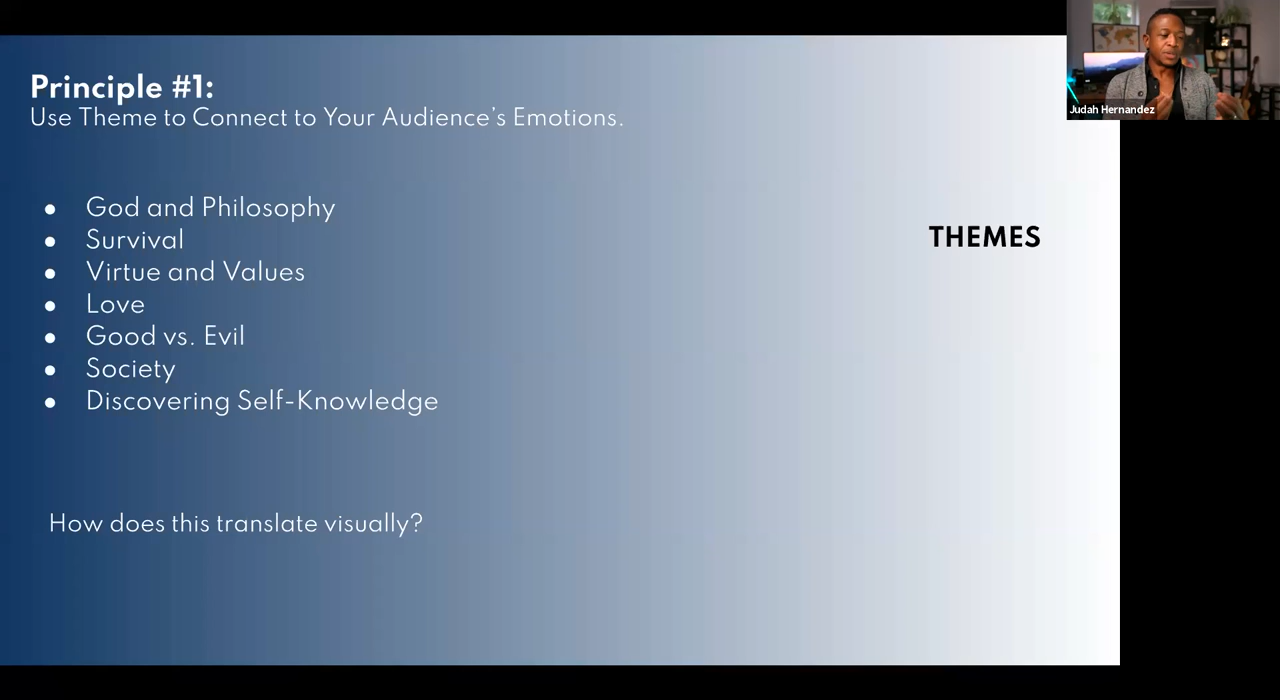 Principle #1:
Use Theme to Connect to Your Audience's Emotions.
● God and Philosophy
● Survival
● Virtue and Values
● Love
● Good vs. Evil
● Society
● Discovering Self-Knowledge
How does this translate visually?
THEMES
Judah Hernandez